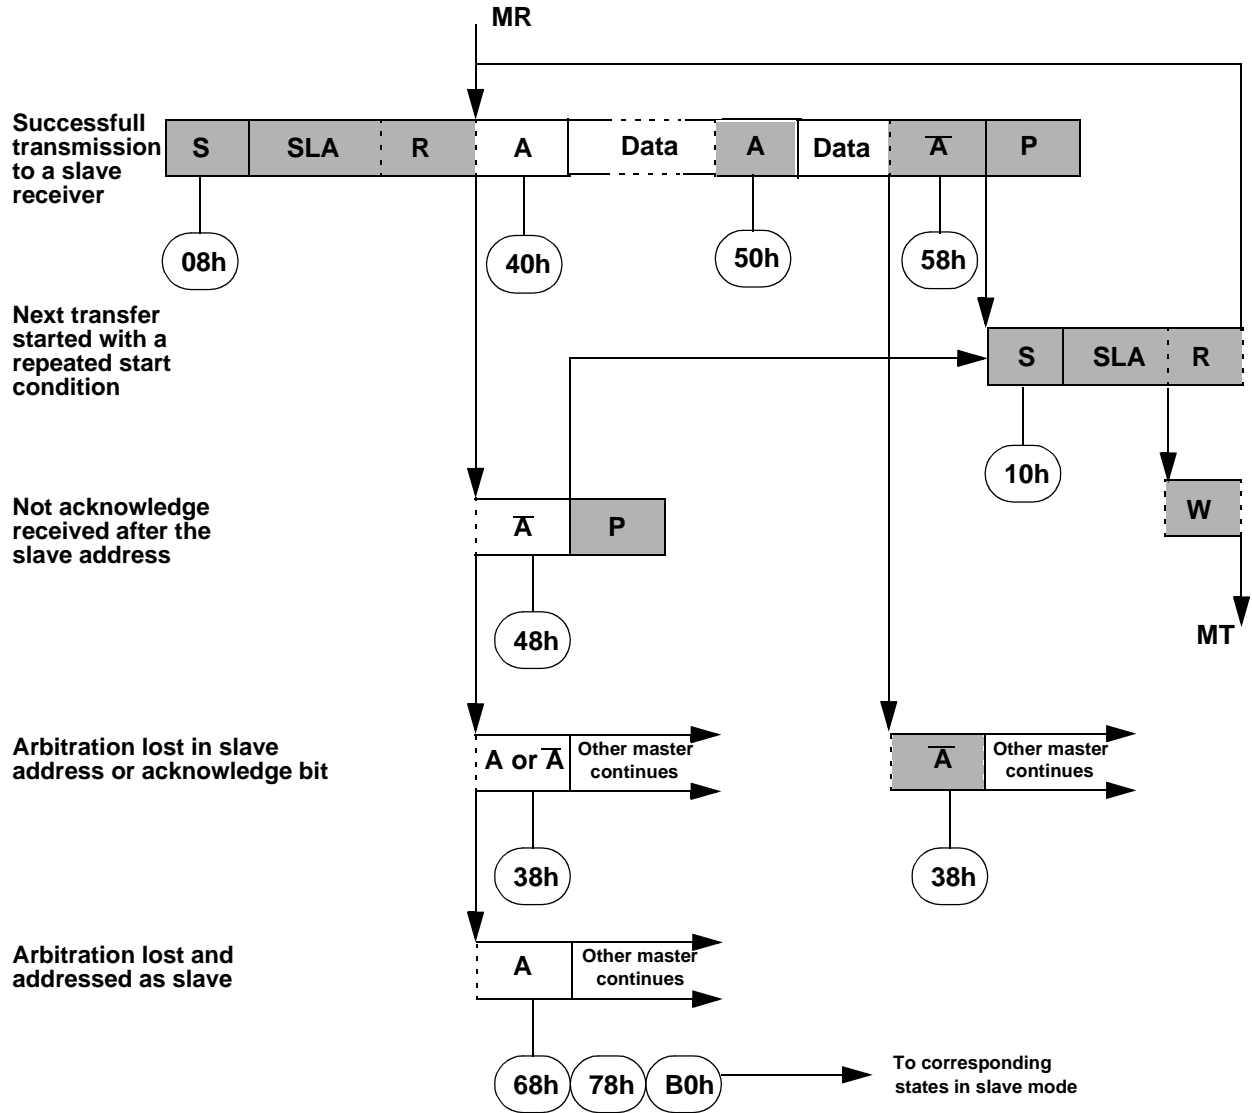 MR
Successfull
transmission
to a slave
receiver
S SLA R A Data A Data A̅ P
08h 40h 50h 58h
Next transfer
started with a
repeated start
condition
S SLA R
10h
Not acknowledge
received after the
slave address
A̅ P
W
48h
MT
Arbitration lost in slave
address or acknowledge bit
A or A̅ Other master
continues
A̅ Other master
continues
38h 38h
Arbitration lost and
addressed as slave
A Other master
continues
68h 78h B0h
To corresponding
states in slave mode